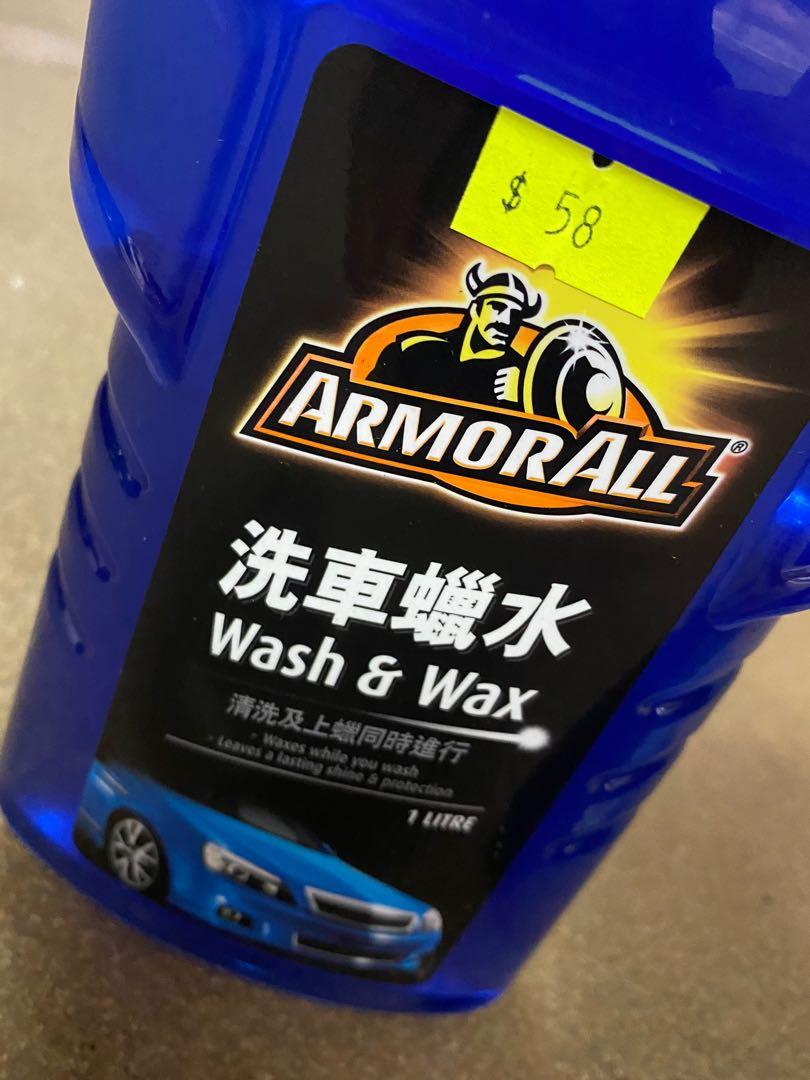 $ 58
ARMORALL®
洗車蠟水
Wash & Wax
清洗及上蠟同時進行
- Waxes while you wash
- Leaves a lasting shine & protection
1 LITRE